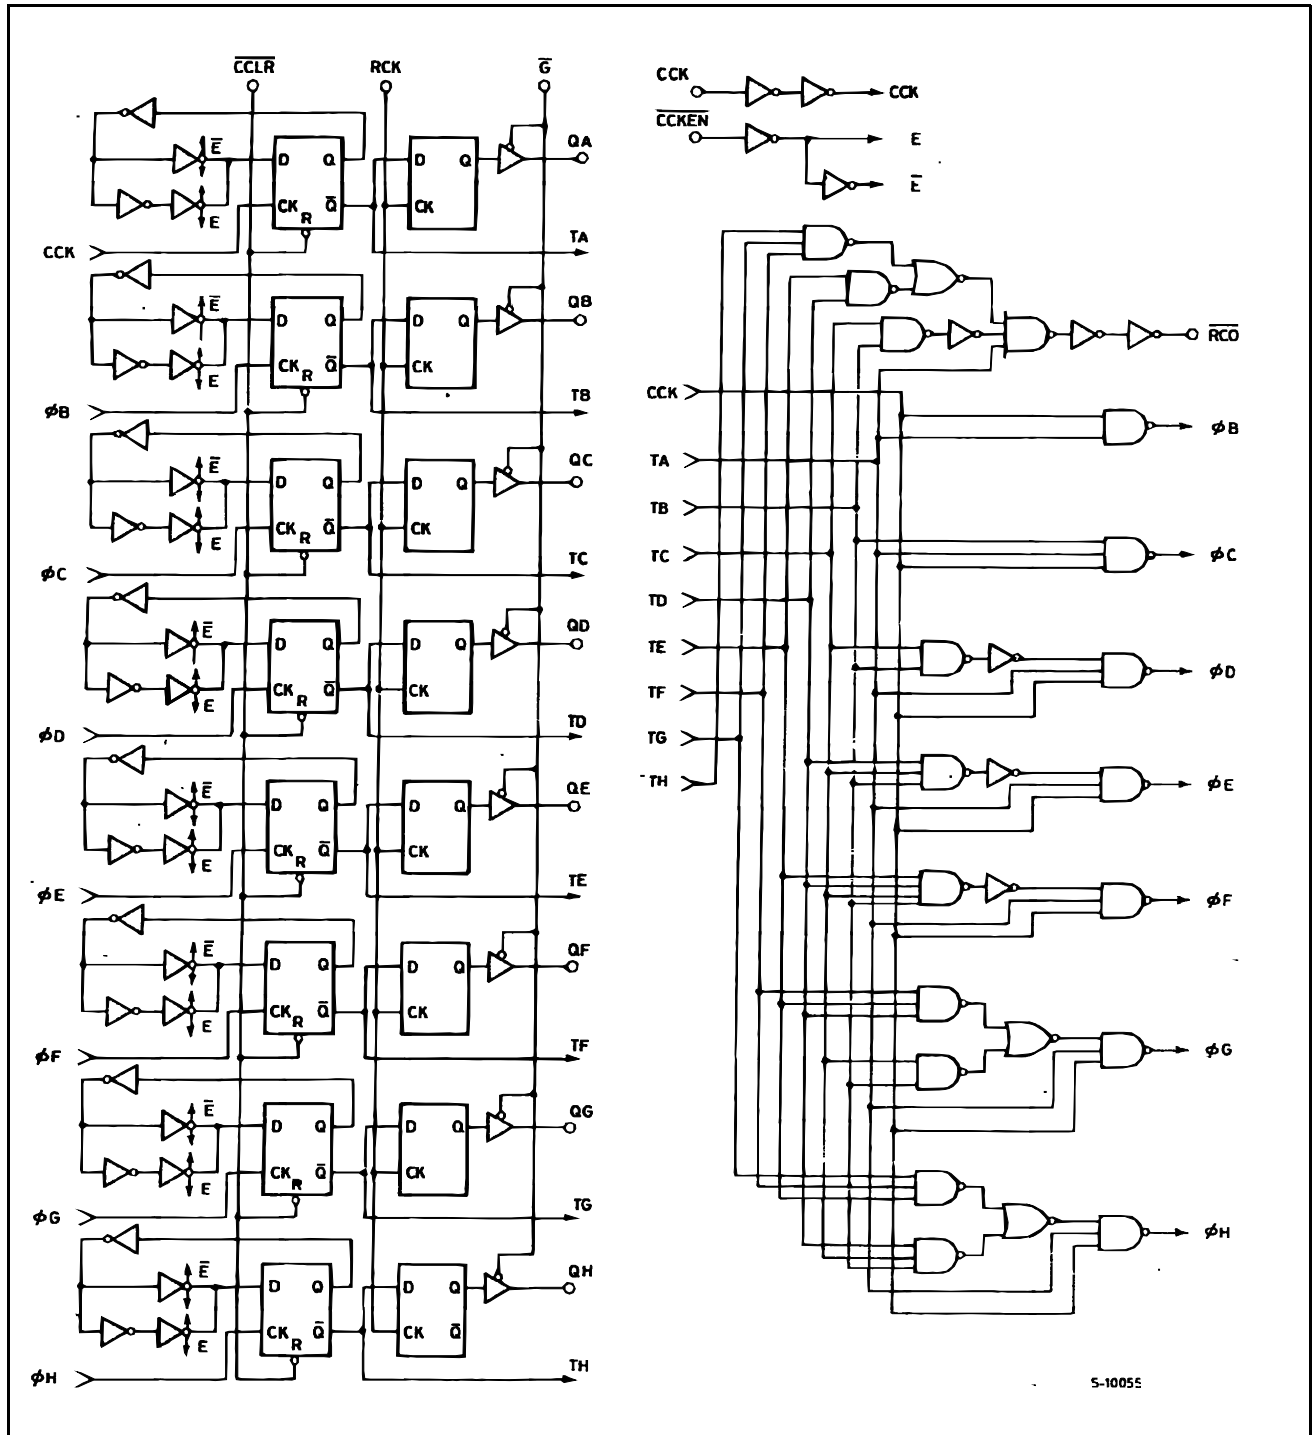 C̅C̅L̅R̅ RCK G̅
E̅ D Q D Q QA
E CK R Q̅ CK
CCK TA
E̅ D Q D Q QB
E CK R Q̅ CK
ϕB TB
E̅ D Q D Q QC
E CK R Q̅ CK
ϕC TC
E̅ D Q D Q QD
E CK R Q̅ CK
ϕD TD
E̅ D Q D Q QE
E CK R Q̅ CK
ϕE TE
E̅ D Q D Q QF
E CK R Q̅ CK
ϕF TF
E̅ D Q D Q QG
E CK R Q̅ CK
ϕG TG
E̅ D Q D Q QH
E CK R Q̅ CK Q̅
ϕH TH
CCK CCK
C̅C̅K̅E̅N̅ E
E̅
R̅C̅O̅
CCK
ϕB
TA
TB
TC ϕC
TD
TE ϕD
TF
TG
TH ϕE
ϕF
ϕG
ϕH
S-10055